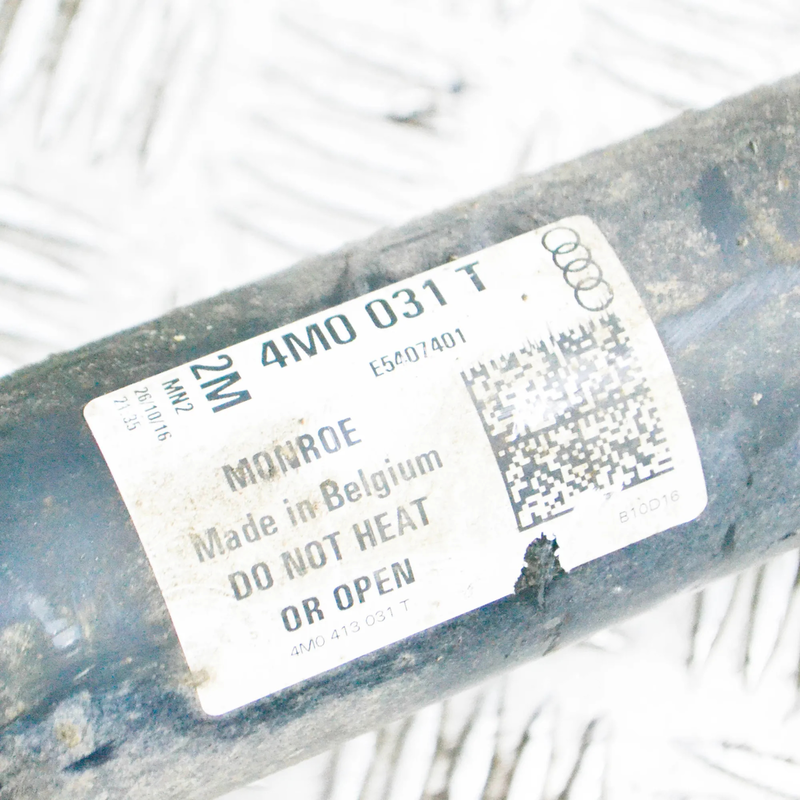 2M 4M0 031 T
E5407401
MN2
26/10/16
21:35
MONROE
Made in Belgium
DO NOT HEAT
OR OPEN
4M0 413 031 T
B10D16